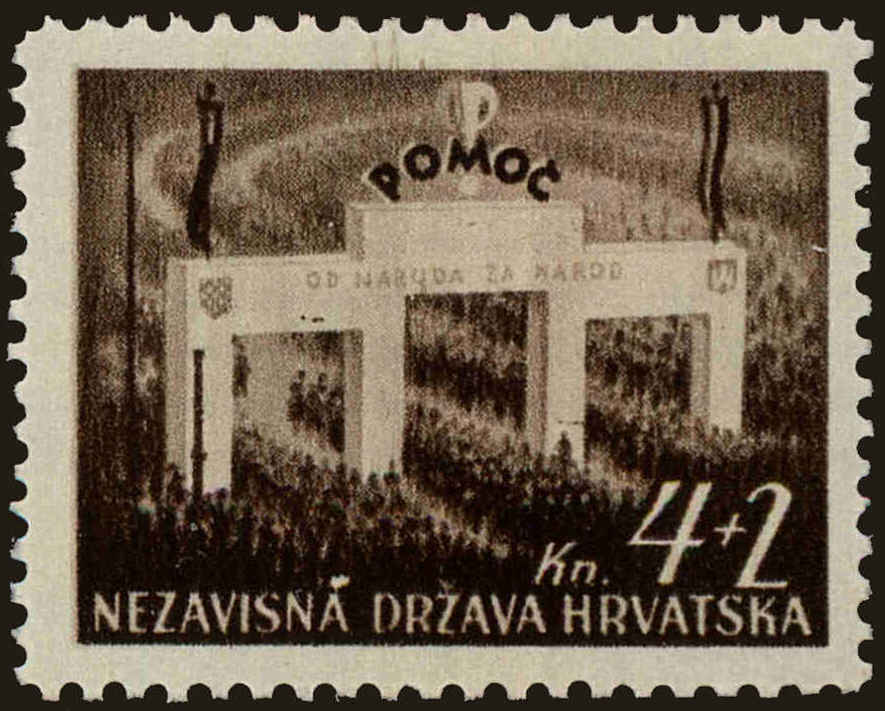 POMOĆ
OD NARODA ZA NAROD
Kn. 4+2
NEZAVISNA DRŽAVA HRVATSKA